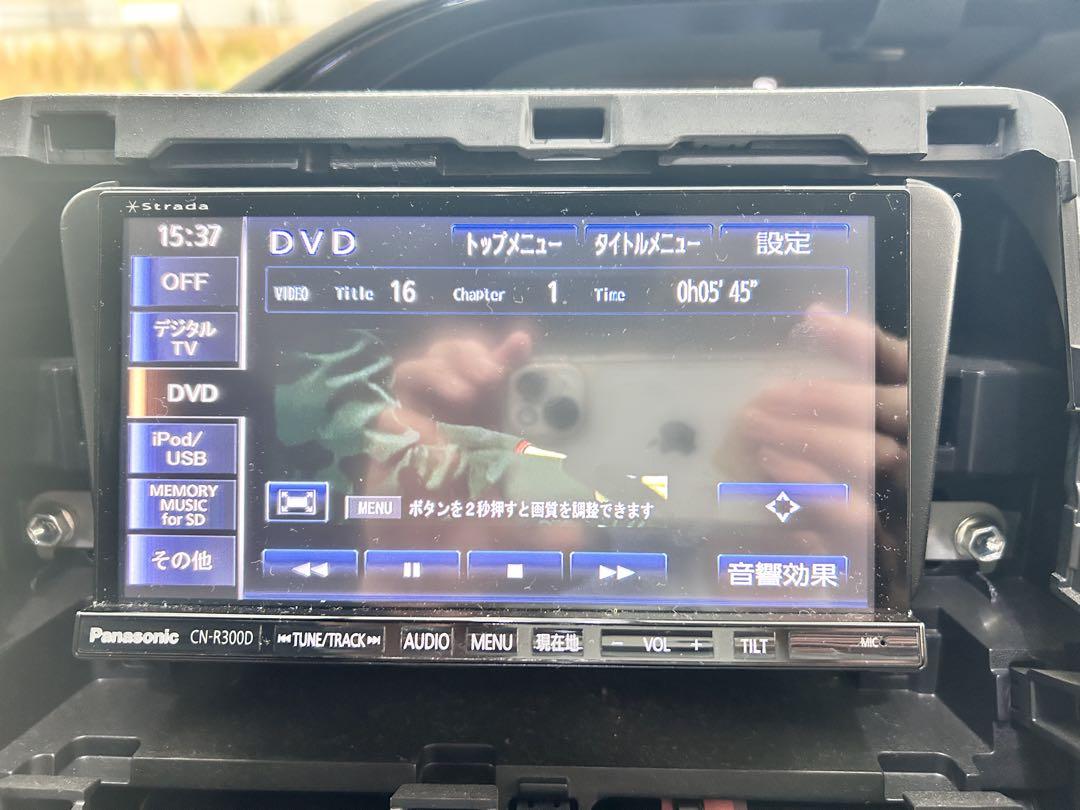 Strada
15:37
OFF
デジタル
TV
DVD
iPod/
USB
MEMORY
MUSIC
for SD
その他
DVD
トップメニュー タイトルメニュー 設定
VIDEO Title 16 Chapter 1 Time 0h05'45"
MENU ボタンを2秒押すと画質を調整できます
音響効果
Panasonic CN-R300D TUNE/TRACK AUDIO MENU 現在地 - VOL + TILT MIC